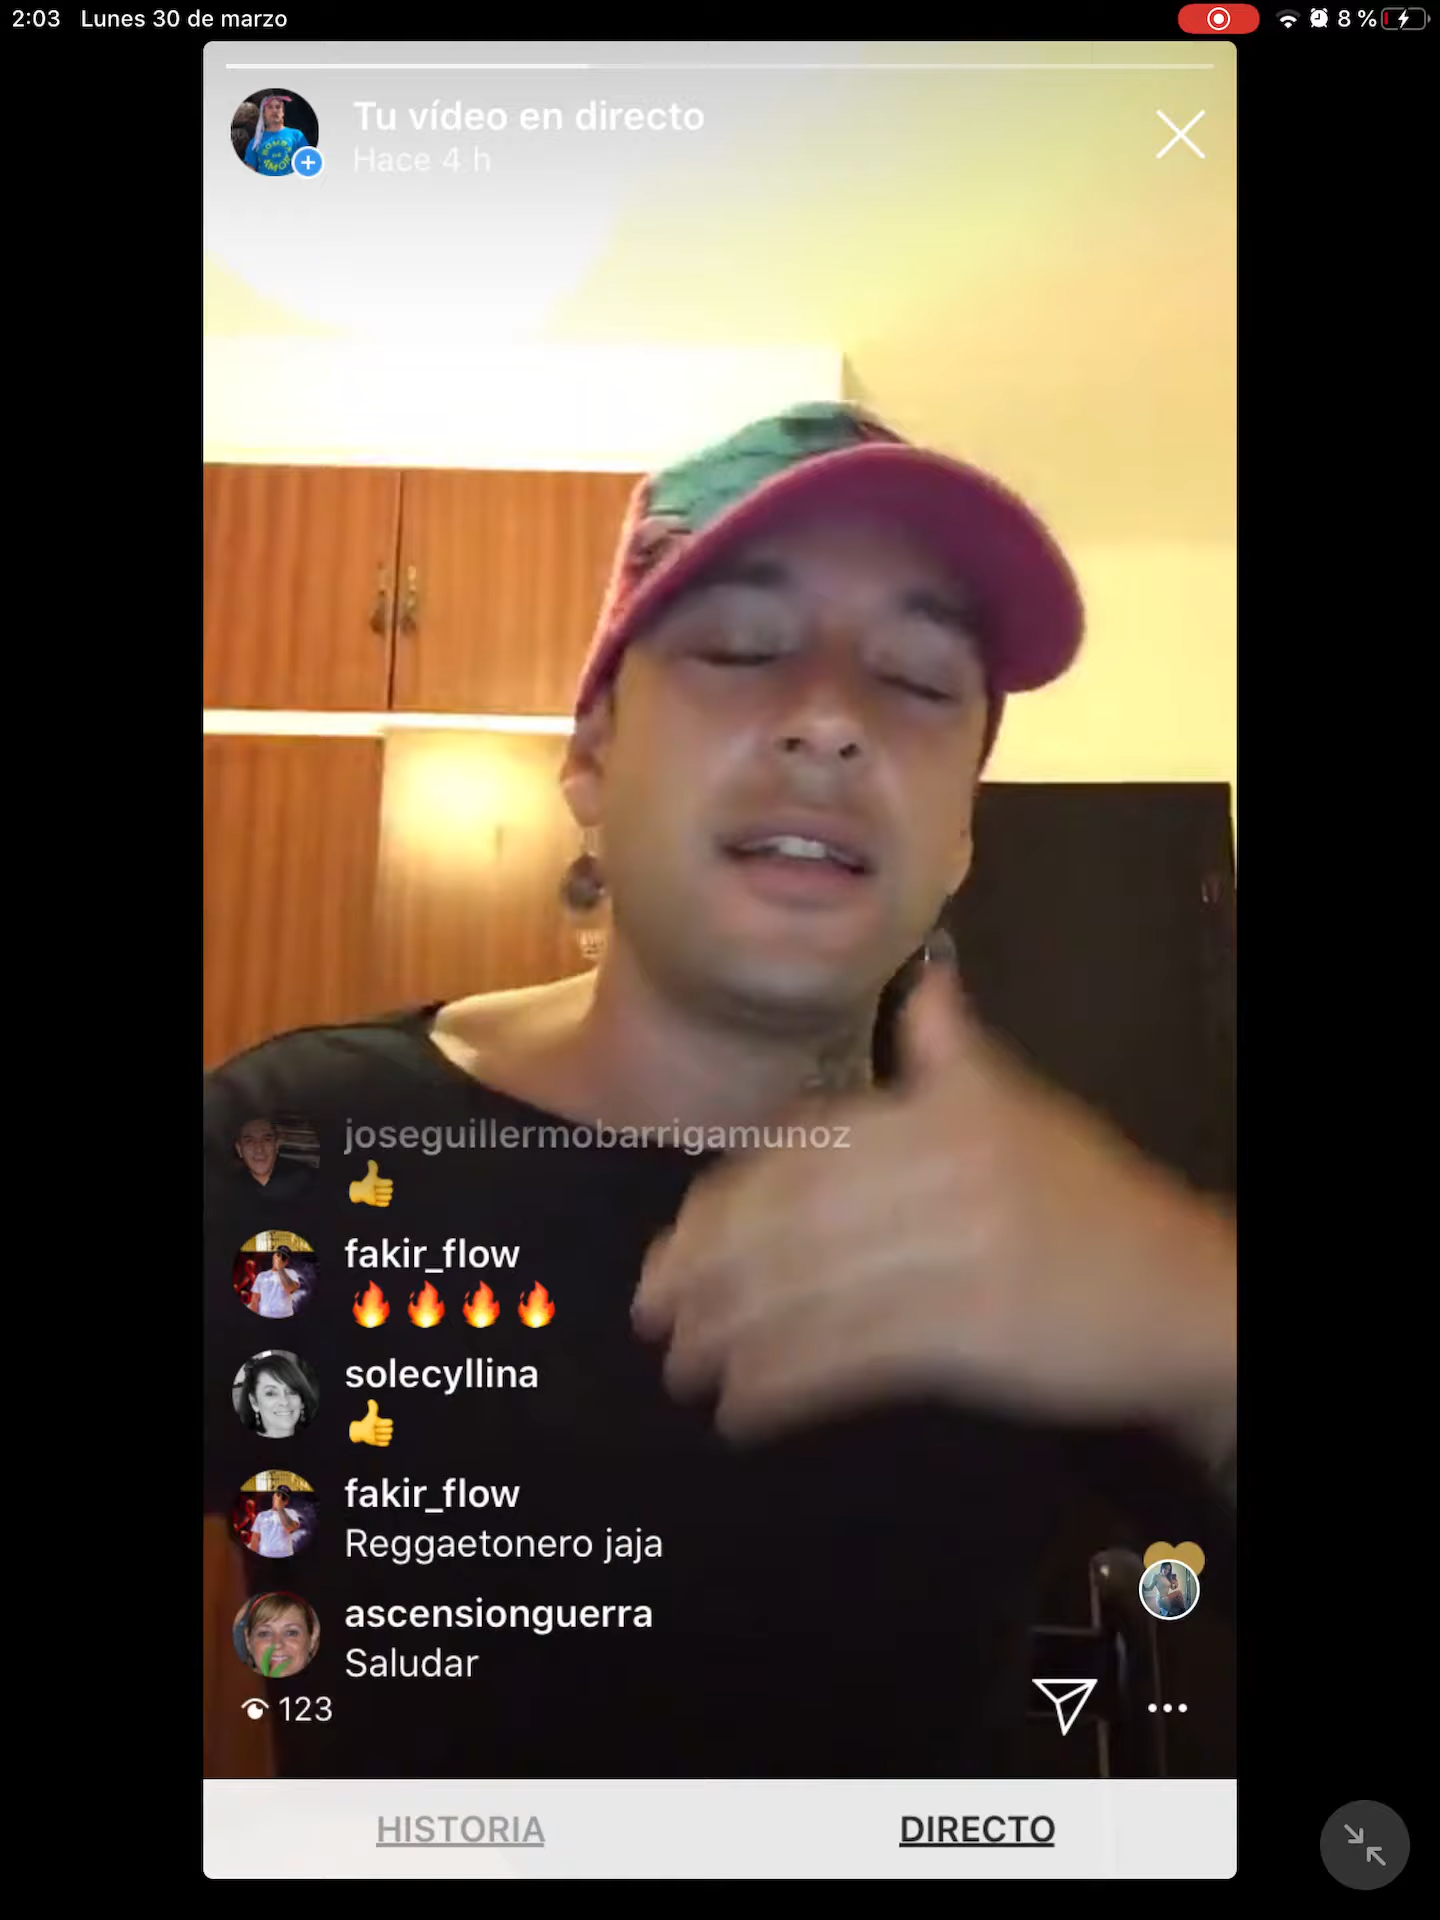 2:03 Lunes 30 de marzo
8 %
Tu vídeo en directo
Hace 4 h
joseguillermobarrigamunoz
👍
fakir_flow
🔥🔥🔥🔥
solecyllina
👍
fakir_flow
Reggaetonero jaja
ascensionguerra
Saludar
123
HISTORIA
DIRECTO